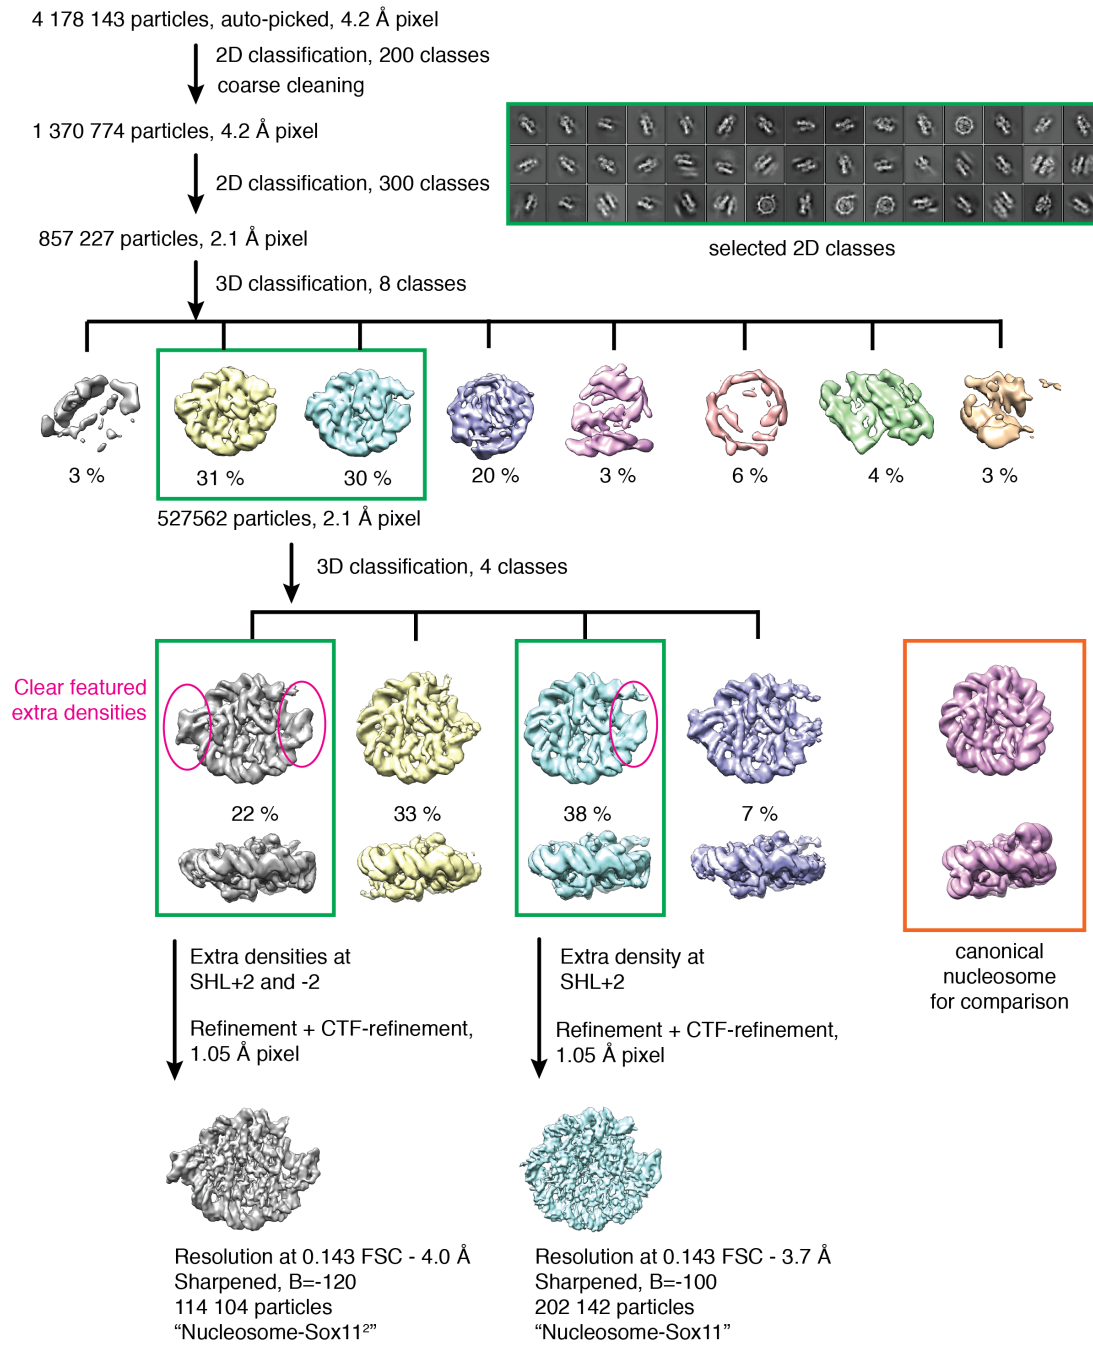 4 178 143 particles, auto-picked, 4.2 Å pixel
2D classification, 200 classes
coarse cleaning
1 370 774 particles, 4.2 Å pixel
2D classification, 300 classes
857 227 particles, 2.1 Å pixel
selected 2D classes
3D classification, 8 classes
3 %
31 %
30 %
20 %
3 %
6 %
4 %
3 %
527562 particles, 2.1 Å pixel
3D classification, 4 classes
Clear featured
extra densities
22 %
33 %
38 %
7 %
canonical
nucleosome
for comparison
Extra densities at
SHL+2 and -2
Refinement + CTF-refinement,
1.05 Å pixel
Extra density at
SHL+2
Refinement + CTF-refinement,
1.05 Å pixel
Resolution at 0.143 FSC - 4.0 Å
Sharpened, B=-120
114 104 particles
“Nucleosome-Sox11²”
Resolution at 0.143 FSC - 3.7 Å
Sharpened, B=-100
202 142 particles
“Nucleosome-Sox11”